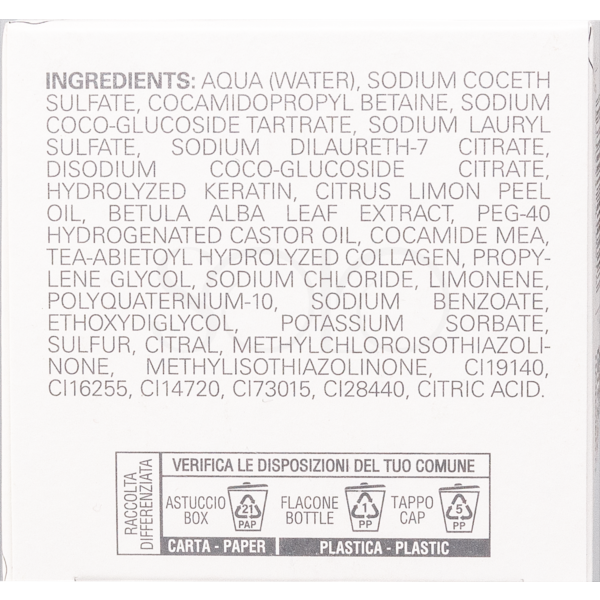 INGREDIENTS: AQUA (WATER), SODIUM COCETH
SULFATE, COCAMIDOPROPYL BETAINE, SODIUM
COCO-GLUCOSIDE TARTRATE, SODIUM LAURYL
SULFATE, SODIUM DILAURETH-7 CITRATE,
DISODIUM COCO-GLUCOSIDE CITRATE,
HYDROLYZED KERATIN, CITRUS LIMON PEEL
OIL, BETULA ALBA LEAF EXTRACT, PEG-40
HYDROGENATED CASTOR OIL, COCAMIDE MEA,
TEA-ABIETOYL HYDROLYZED COLLAGEN, PROPY-
LENE GLYCOL, SODIUM CHLORIDE, LIMONENE,
POLYQUATERNIUM-10, SODIUM BENZOATE,
ETHOXYDIGLYCOL, POTASSIUM SORBATE,
SULFUR, CITRAL, METHYLCHLOROISOTHIAZOLI-
NONE, METHYLISOTHIAZOLINONE, CI19140,
CI16255, CI14720, CI73015, CI28440, CITRIC ACID.
RACCOLTA
DIFFERENZIATA
VERIFICA LE DISPOSIZIONI DEL TUO COMUNE
ASTUCCIO
BOX
21
PAP
FLACONE
BOTTLE
1
PP
TAPPO
CAP
5
PP
CARTA - PAPER
PLASTICA - PLASTIC